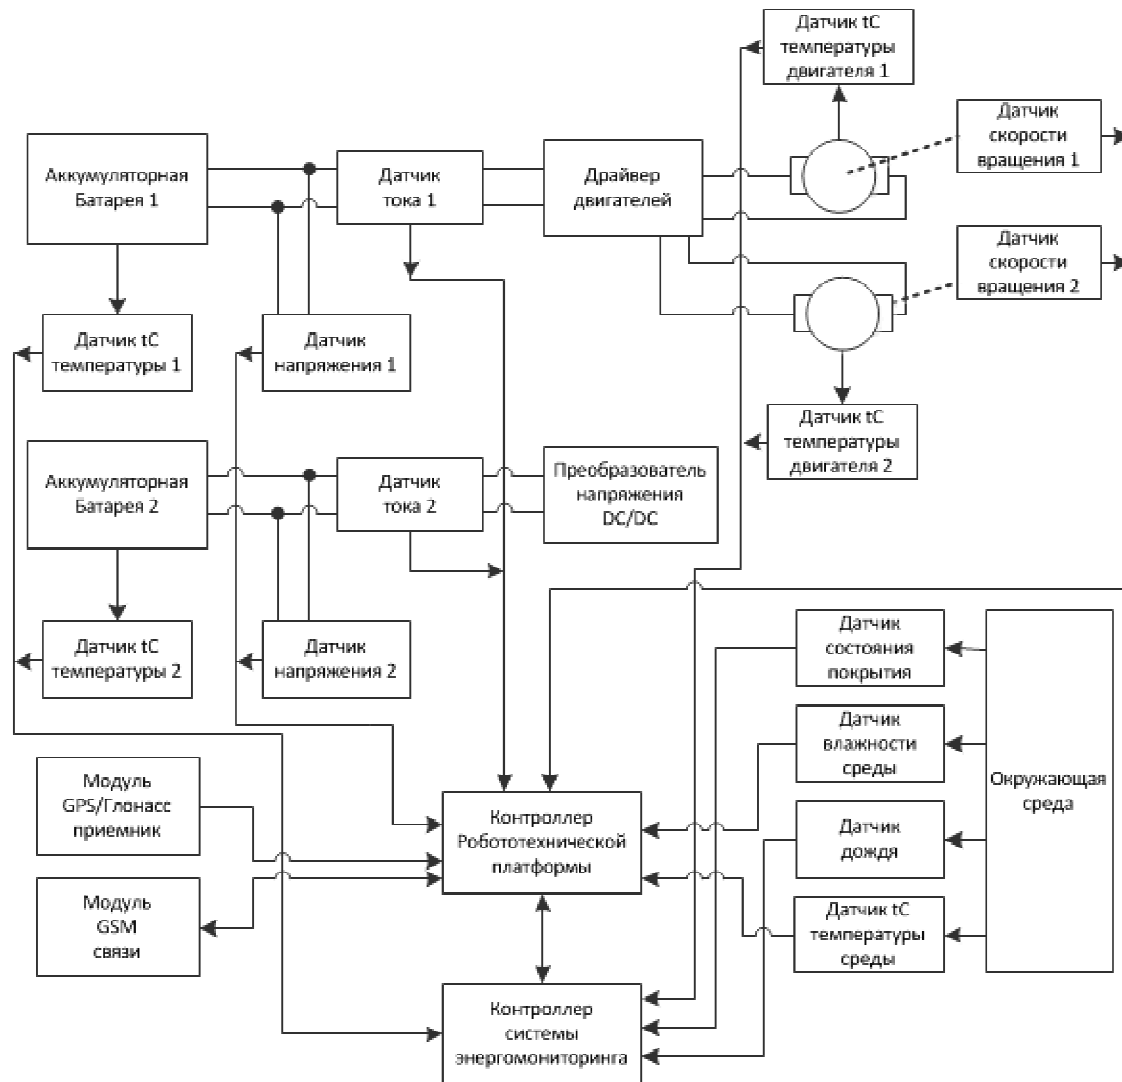 Датчик tC
температуры
двигателя 1
Датчик
скорости
вращения 1
Аккумуляторная
Батарея 1
Датчик
тока 1
Драйвер
двигателей
Датчик
скорости
вращения 2
Датчик tC
температуры 1
Датчик
напряжения 1
Датчик tC
температуры
двигателя 2
Аккумуляторная
Батарея 2
Датчик
тока 2
Преобразователь
напряжения
DC/DC
Датчик tC
температуры 2
Датчик
напряжения 2
Датчик
состояния
покрытия
Датчик
влажности
среды
Окружающая
среда
Модуль
GPS/Глонасс
приёмник
Контроллер
Робототехнической
платформы
Датчик
дождя
Модуль
GSM
связи
Датчик tC
температуры
среды
Контроллер
системы
энергомониторинга